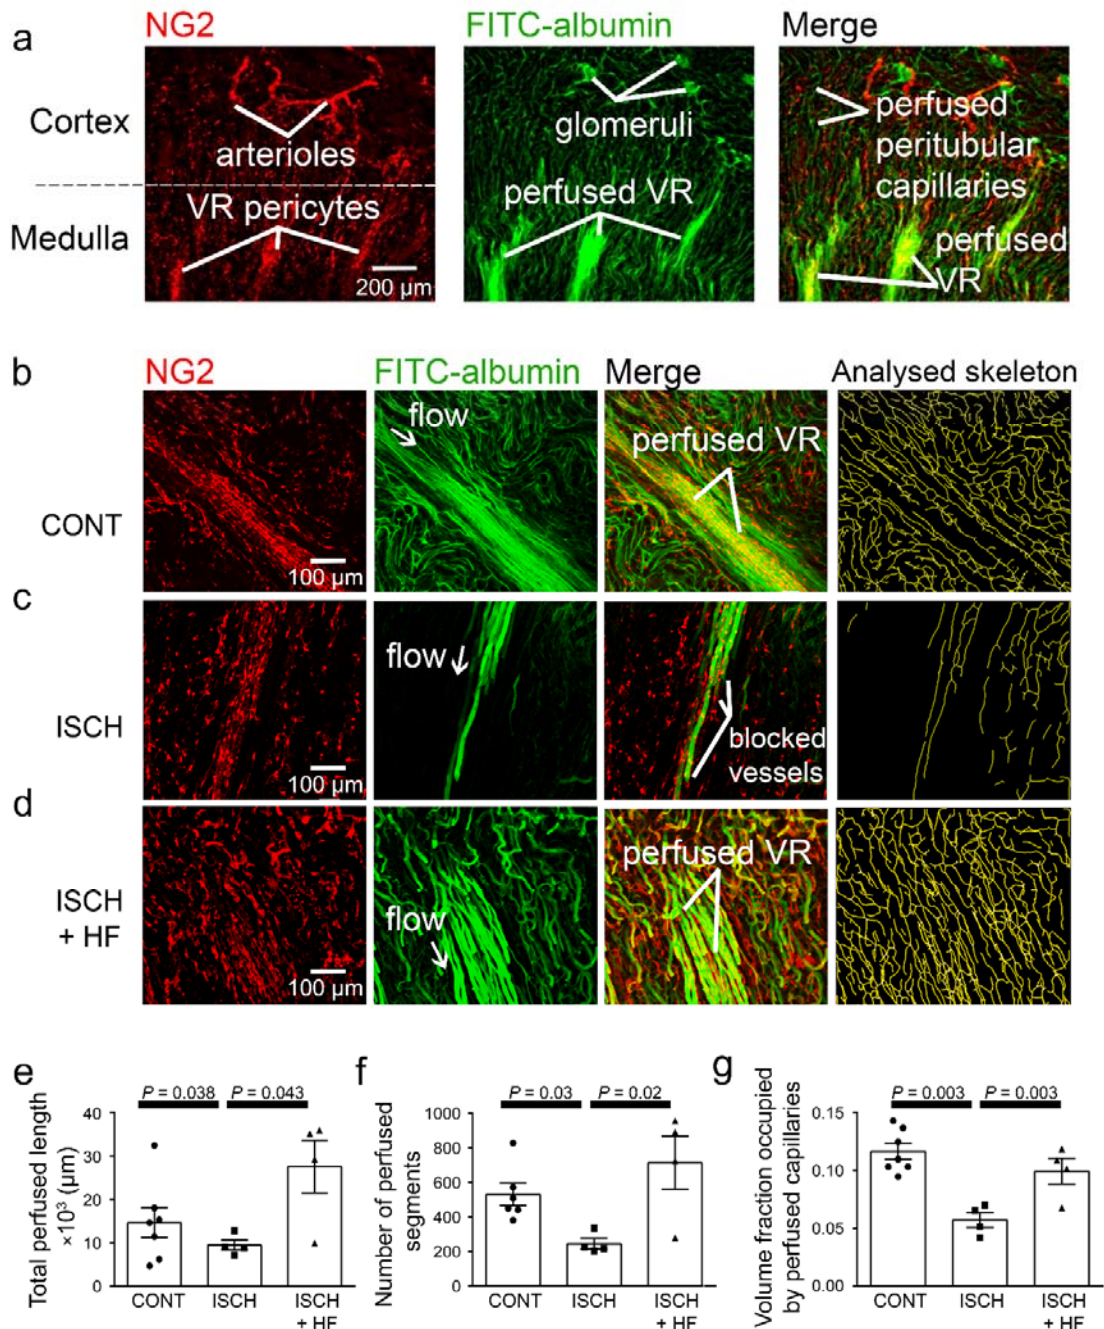 a
NG2
FITC-albumin
Merge
Cortex
arterioles
glomeruli
perfused
peritubular
capillaries
Medulla
VR pericytes
perfused VR
perfused
VR
200 µm
b
NG2
FITC-albumin
Merge
Analysed skeleton
CONT
flow
perfused VR
100 µm
c
ISCH
flow
blocked
vessels
100 µm
d
ISCH
+ HF
flow
perfused VR
100 µm
e
P = 0.038
P = 0.043
Total perfused length
×10³ (µm)
40
30
20
10
0
CONT
ISCH
ISCH
+ HF
f
P = 0.03
P = 0.02
Number of perfused
segments
1000
800
600
400
200
0
CONT
ISCH
ISCH
+ HF
g
P = 0.003
P = 0.003
Volume fraction occupied
by perfused capillaries
0.15
0.10
0.05
0.00
CONT
ISCH
ISCH
+ HF